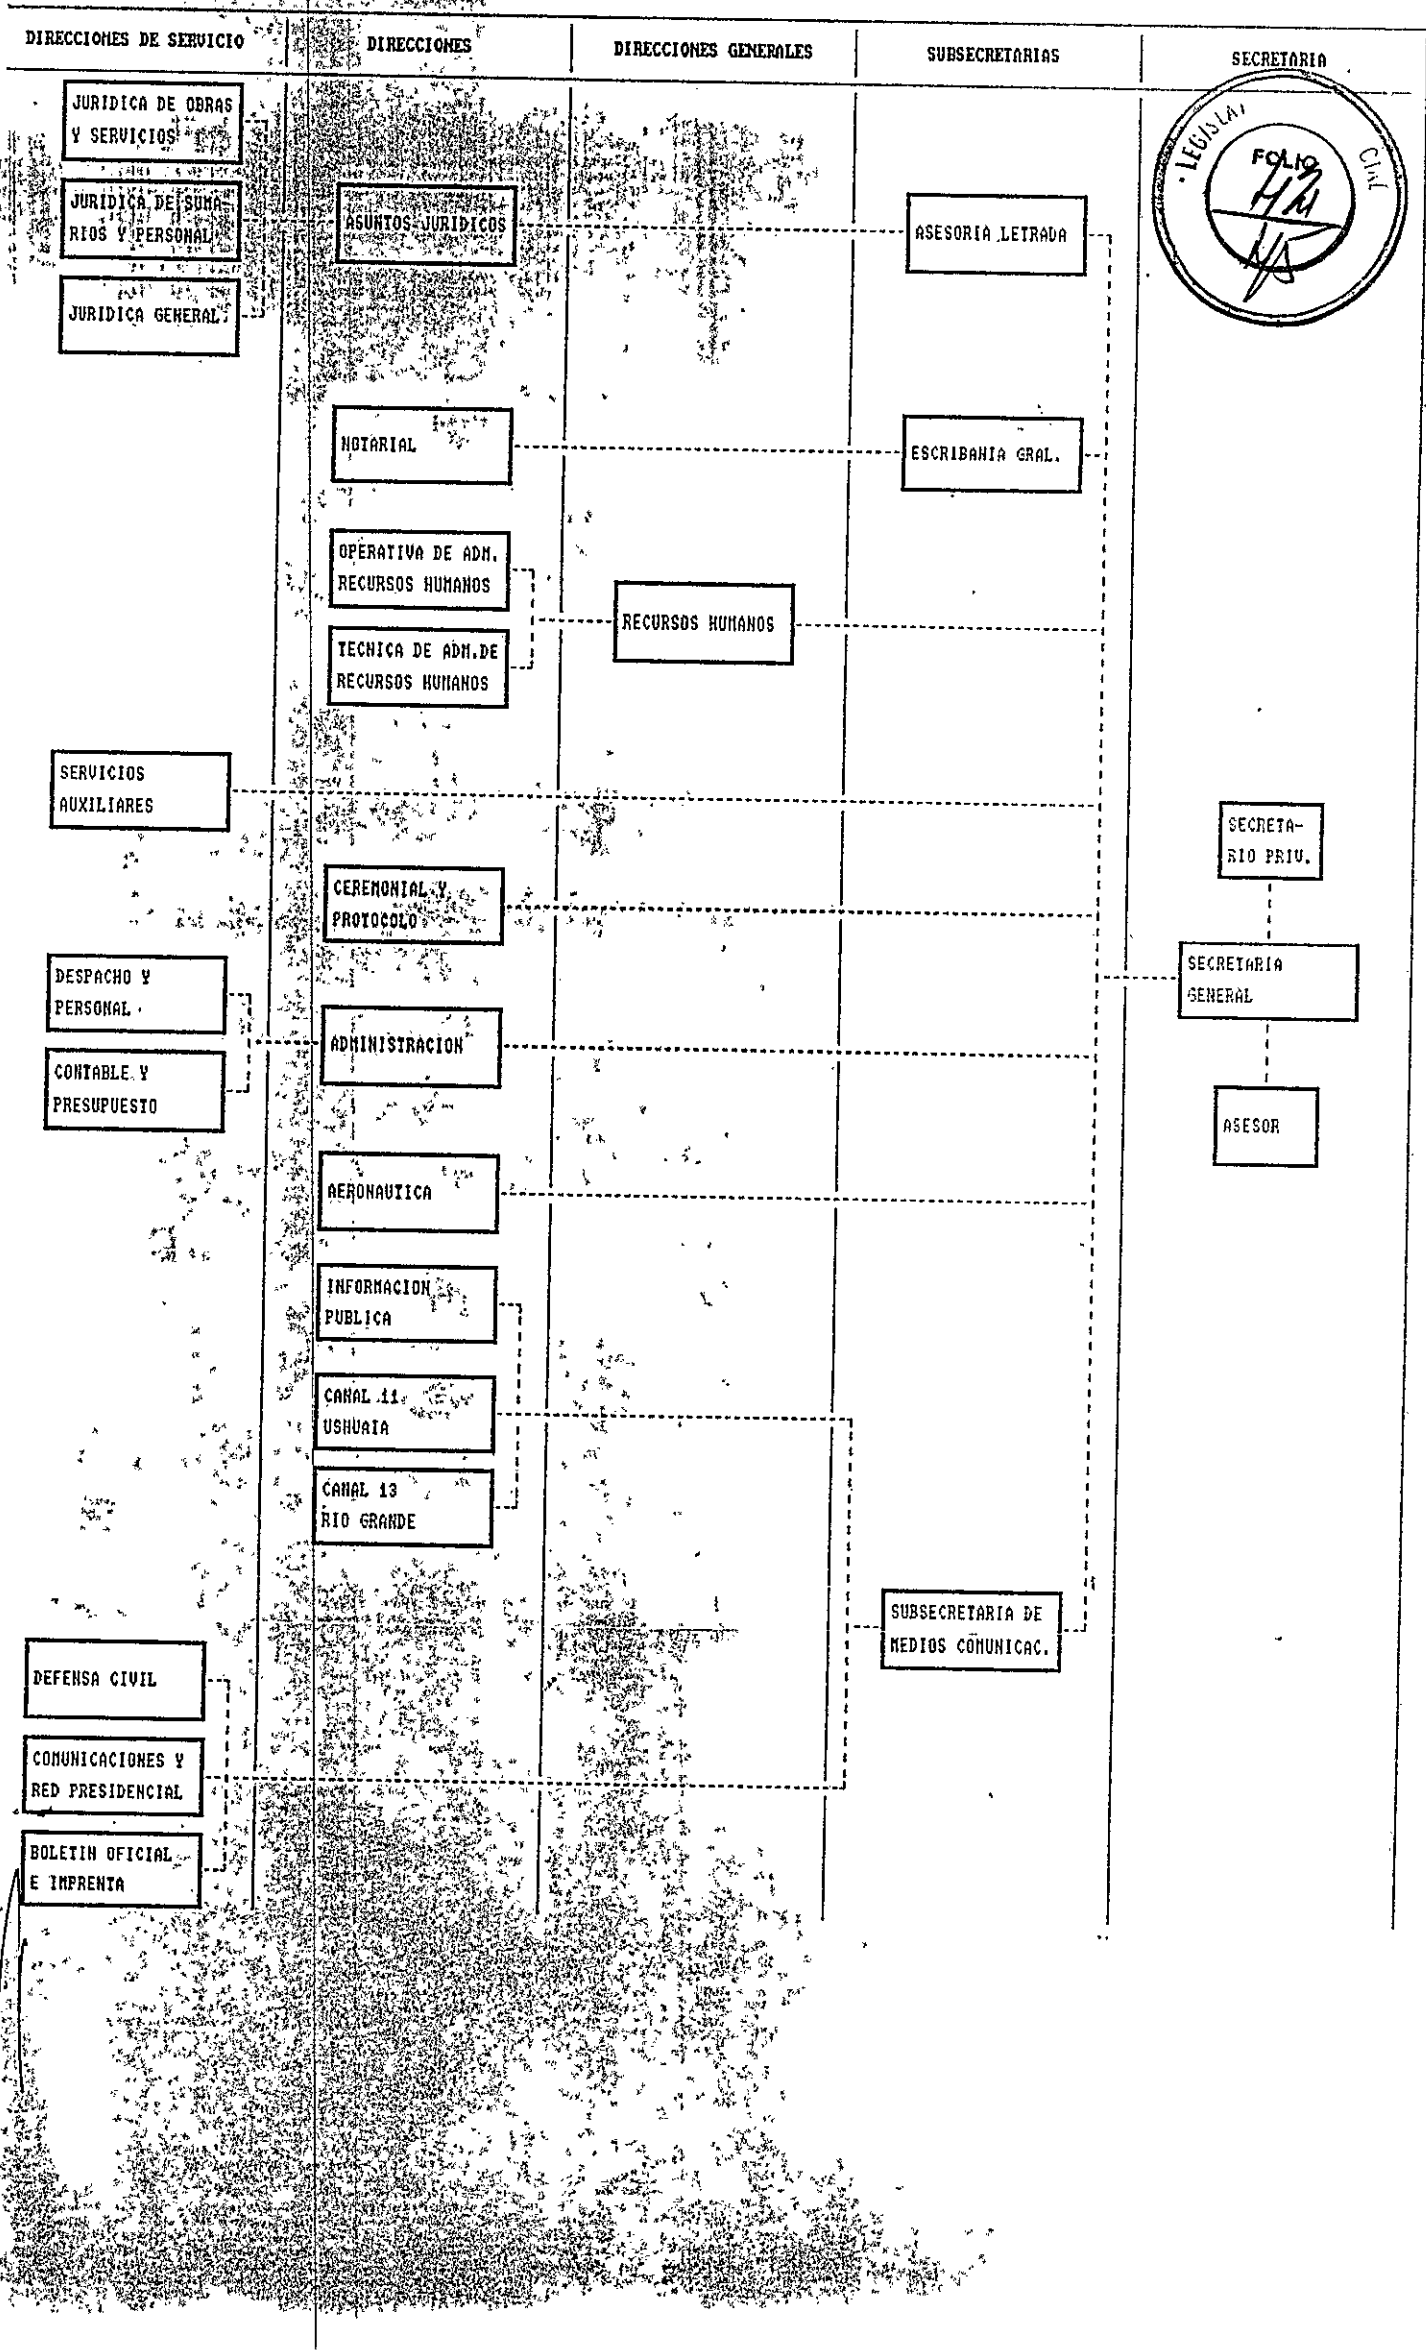 DIRECCIONES DE SERVICIO
DIRECCIONES
DIRECCIONES GENERALES
SUBSECRETARIAS
SECRETARIA
JURIDICA DE OBRAS
Y SERVICIOS
JURIDICA DE SUMA-
RIOS Y PERSONAL
JURIDICA GENERAL
ASUNTOS JURIDICOS
ASESORIA LETRADA
FOLIO
NOTARIAL
ESCRIBANIA GRAL.
OPERATIVA DE ADM.
RECURSOS HUMANOS
TECNICA DE ADM.DE
RECURSOS HUMANOS
RECURSOS HUMANOS
SERVICIOS
AUXILIARES
SECRETA-
RIO PRIV.
CEREMONIAL Y
PROTOCOLO
SECRETARIA
GENERAL
DESPACHO Y
PERSONAL
CONTABLE Y
PRESUPUESTO
ADMINISTRACION
ASESOR
AERONAUTICA
INFORMACION
PUBLICA
CANAL 11
USHUAIA
CANAL 13
RIO GRANDE
SUBSECRETARIA DE
MEDIOS COMUNICAC.
DEFENSA CIVIL
COMUNICACIONES Y
RED PRESIDENCIAL
BOLETIN OFICIAL
E IMPRENTA